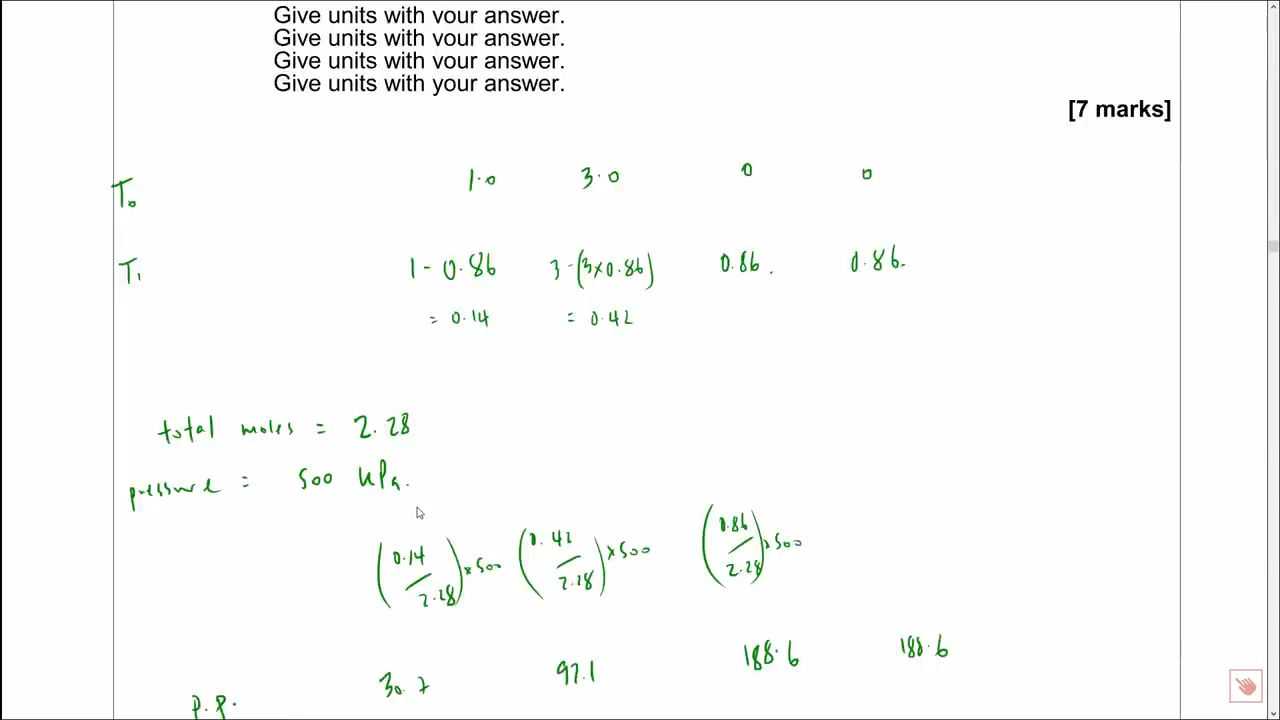 Give units with your answer.
Give units with your answer.
Give units with your answer.
Give units with your answer.
[7 marks]
T₀ 1.0 3.0 0 0
T₁ 1 - 0.86 3 - (3×0.86) 0.86 . 0.86.
= 0.14 = 0.42
total moles = 2.28
pressure = 500 kPa.
(0.14/2.28)×500 (0.42/2.28)×500 (0.86/2.28)×500
P.P. 30.7 92.1 188.6 188.6